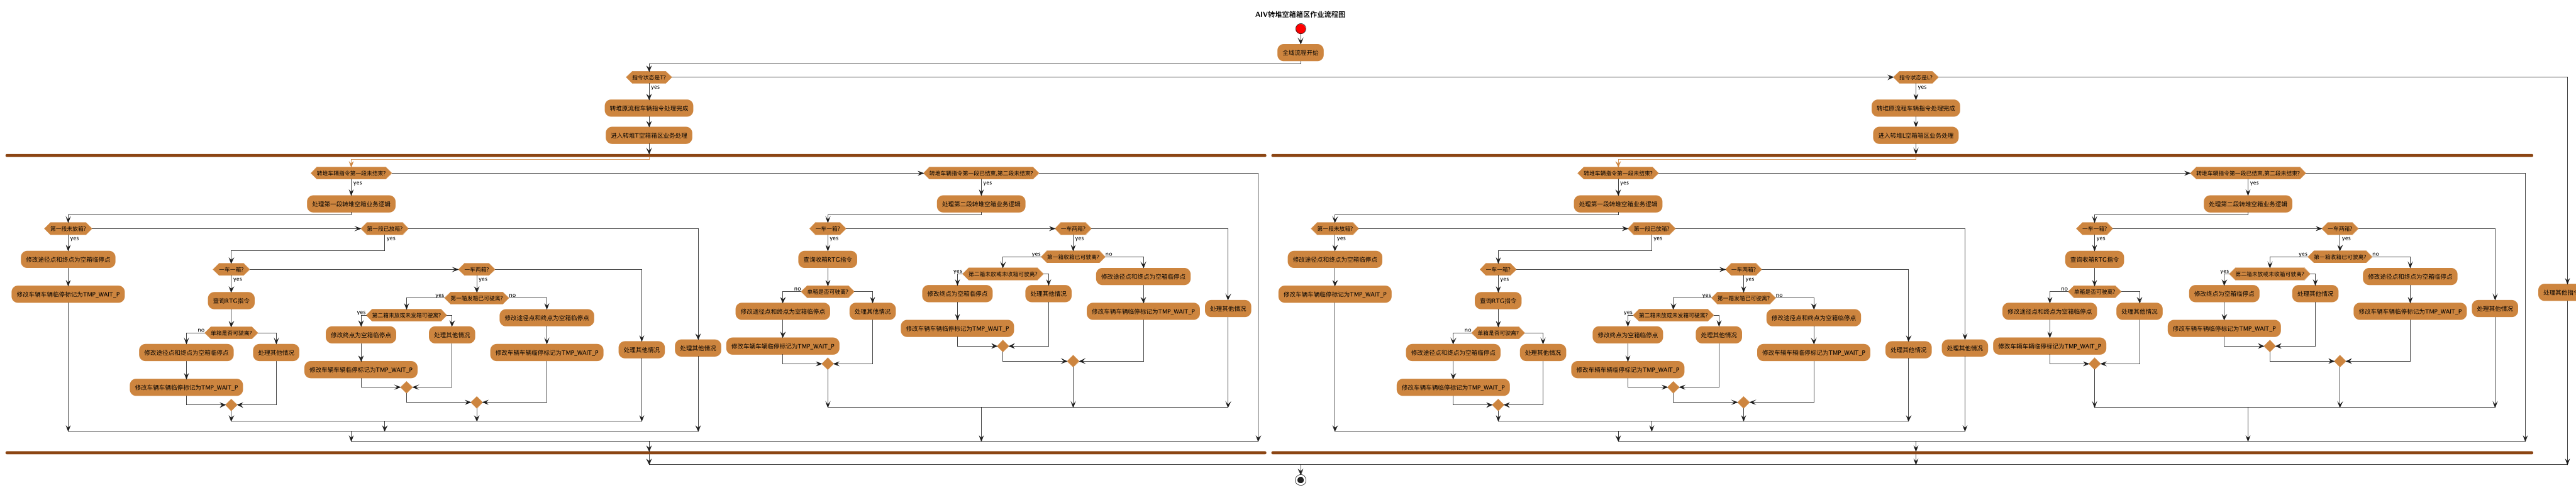 AIV转堆空箱箱区作业流程图
全域流程开始
指令状态是T?
yes
转堆原流程车辆指令处理完成
进入转堆T空箱箱区业务处理
转堆车辆指令第一段未结束?
yes
处理第一段转堆空箱业务逻辑
第一段未放箱?
yes
修改途径点和终点为空箱临停点
修改车辆车辆临停标记为TMP_WAIT_P
第一段已放箱?
yes
一车一箱?
yes
查询RTG指令
no
单箱是否可驶离?
修改途径点和终点为空箱临停点
修改车辆车辆临停标记为TMP_WAIT_P
处理其他情况
一车两箱?
yes
yes
第一箱发箱已可驶离?
no
yes
第二箱未放或未发箱可驶离?
修改终点为空箱临停点
修改车辆车辆临停标记为TMP_WAIT_P
处理其他情况
修改途径点和终点为空箱临停点
修改车辆车辆临停标记为TMP_WAIT_P
处理其他情况
处理其他情况
转堆车辆指令第一段已结束,第二段未结束?
yes
处理第二段转堆空箱业务逻辑
一车一箱?
yes
查询收箱RTG指令
no
单箱是否可驶离?
修改途径点和终点为空箱临停点
修改车辆车辆临停标记为TMP_WAIT_P
处理其他情况
一车两箱?
yes
yes
第一箱收箱已可驶离?
no
yes
第二箱未放或未收箱可驶离?
修改终点为空箱临停点
修改车辆车辆临停标记为TMP_WAIT_P
处理其他情况
修改途径点和终点为空箱临停点
修改车辆车辆临停标记为TMP_WAIT_P
处理其他情况
指令状态是L?
yes
转堆原流程车辆指令处理完成
进入转堆L空箱箱区业务处理
转堆车辆指令第一段未结束?
yes
处理第一段转堆空箱业务逻辑
第一段未放箱?
yes
修改途径点和终点为空箱临停点
修改车辆车辆临停标记为TMP_WAIT_P
第一段已放箱?
yes
一车一箱?
yes
查询RTG指令
no
单箱是否可驶离?
修改途径点和终点为空箱临停点
修改车辆车辆临停标记为TMP_WAIT_P
处理其他情况
一车两箱?
yes
yes
第一箱发箱已可驶离?
no
yes
第二箱未放或未发箱可驶离?
修改终点为空箱临停点
修改车辆车辆临停标记为TMP_WAIT_P
处理其他情况
修改途径点和终点为空箱临停点
修改车辆车辆临停标记为TMP_WAIT_P
处理其他情况
处理其他情况
转堆车辆指令第一段已结束,第二段未结束?
yes
处理第二段转堆空箱业务逻辑
一车一箱?
yes
查询收箱RTG指令
no
单箱是否可驶离?
修改途径点和终点为空箱临停点
修改车辆车辆临停标记为TMP_WAIT_P
处理其他情况
一车两箱?
yes
yes
第一箱收箱已可驶离?
no
yes
第二箱未放或未收箱可驶离?
修改终点为空箱临停点
修改车辆车辆临停标记为TMP_WAIT_P
处理其他情况
修改途径点和终点为空箱临停点
修改车辆车辆临停标记为TMP_WAIT_P
处理其他情况
处理其他指